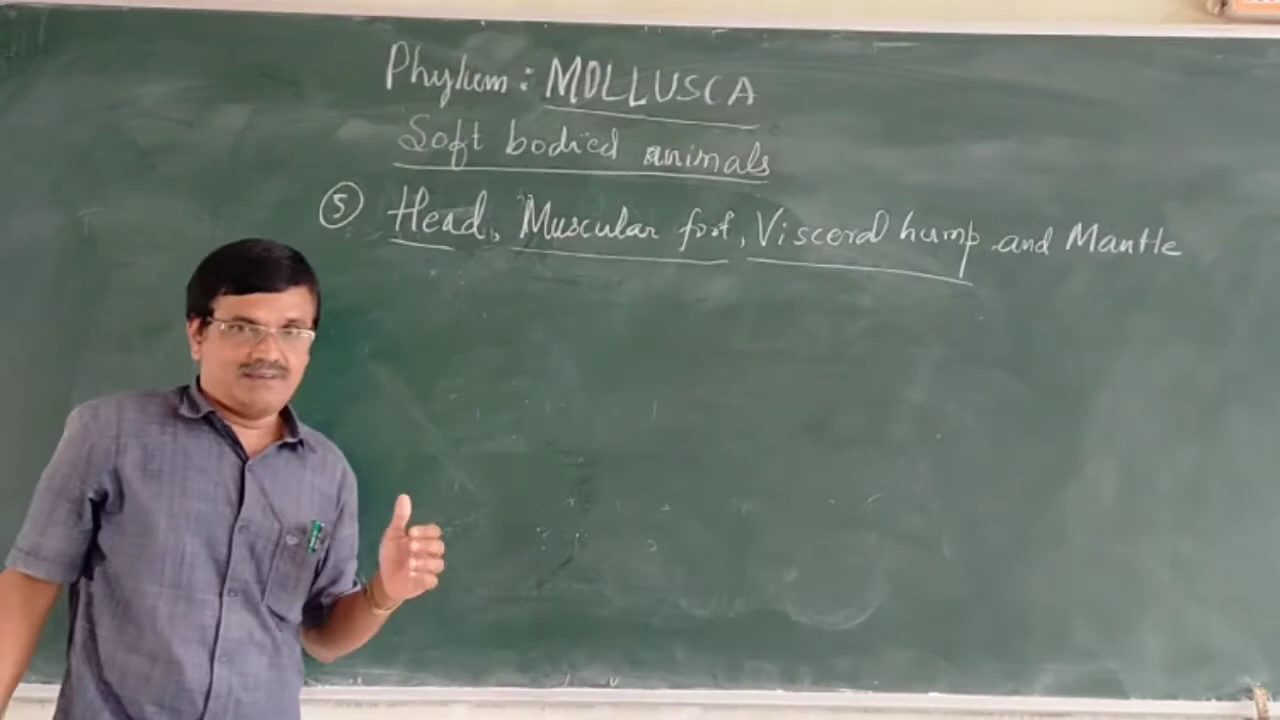 Phylum: MOLLUSCA
Soft bodied animals
5 Head, Muscular foot, Visceral hump and Mantle